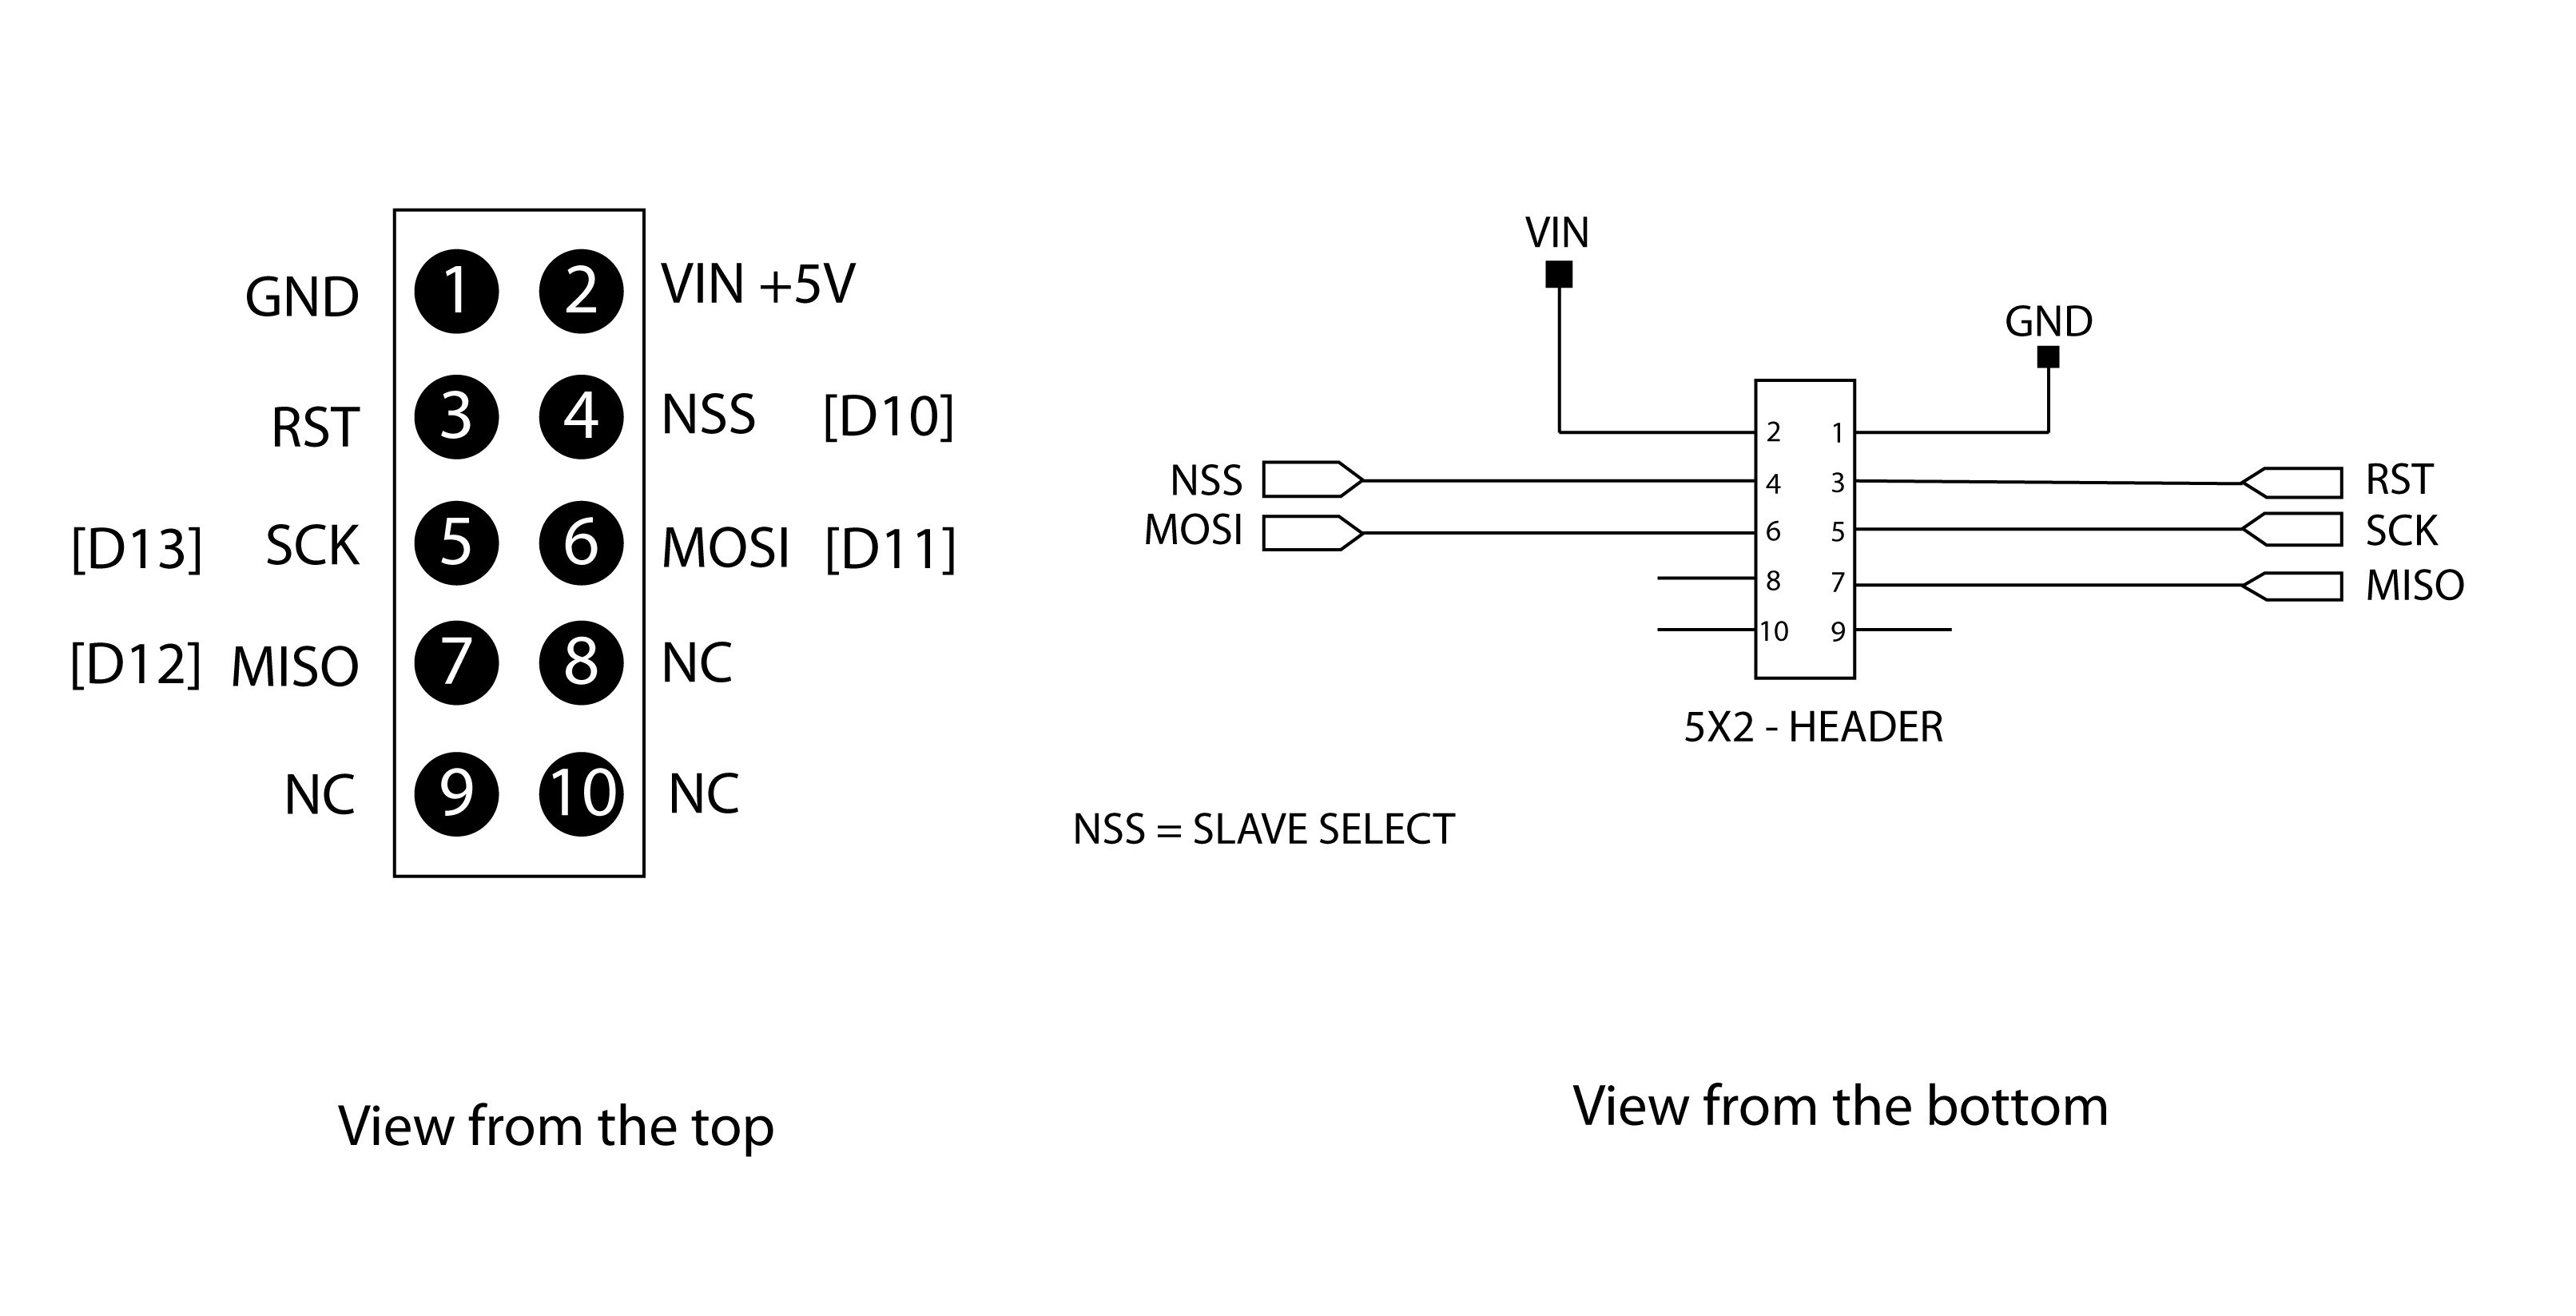 GND 1 2 VIN +5V
RST 3 4 NSS [D10]
[D13] SCK 5 6 MOSI [D11]
[D12] MISO 7 8 NC
NC 9 10 NC
View from the top
VIN
GND
2 1
NSS 4 3 RST
MOSI 6 5 SCK
8 7 MISO
10 9
5X2 - HEADER
NSS = SLAVE SELECT
View from the bottom